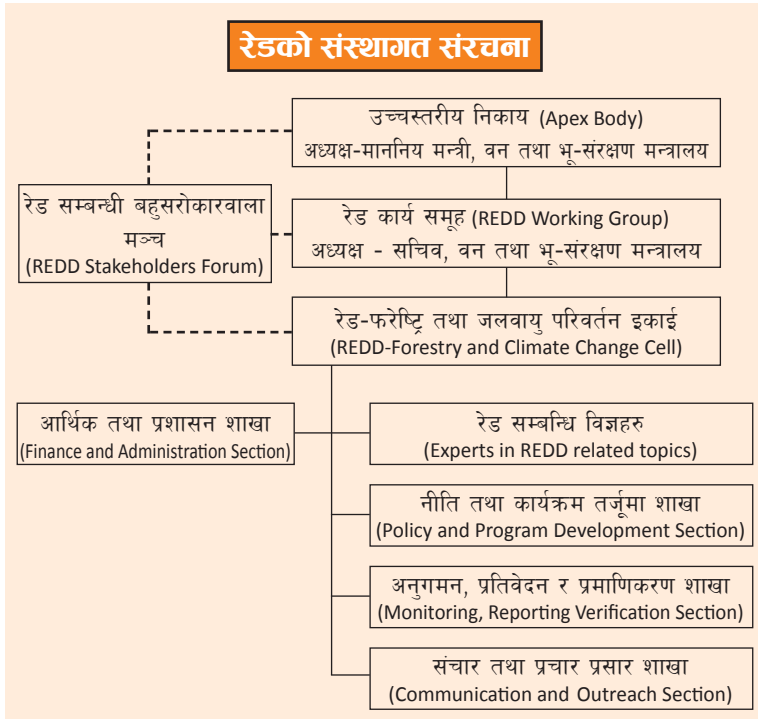 रेडको संस्थागत संरचना
उच्चस्तरीय निकाय (Apex Body)
अध्यक्ष-माननिय मन्त्री, वन तथा भू-संरक्षण मन्त्रालय
रेड सम्बन्धी बहुसरोकारवाला
मञ्च
(REDD Stakeholders Forum)
रेड कार्य समूह (REDD Working Group)
अध्यक्ष - सचिव, वन तथा भू-संरक्षण मन्त्रालय
रेड-फरेष्ट्रि तथा जलवायु परिवर्तन इकाई
(REDD-Forestry and Climate Change Cell)
आर्थिक तथा प्रशासन शाखा
(Finance and Administration Section)
रेड सम्बन्धि विज्ञहरु
(Experts in REDD related topics)
नीति तथा कार्यक्रम तर्जूमा शाखा
(Policy and Program Development Section)
अनुगमन, प्रतिवेदन र प्रमाणिकरण शाखा
(Monitoring, Reporting Verification Section)
संचार तथा प्रचार प्रसार शाखा
(Communication and Outreach Section)